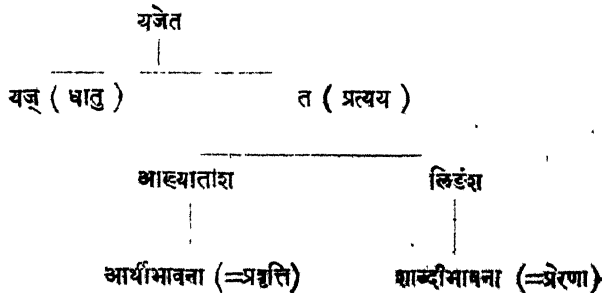 यजेत
यज् ( धातु ) त ( प्रत्यय )
आख्यातांश लिङंश
आर्थीभावना (=प्रवृत्ति) शाब्दीभावना (=प्रेरणा)